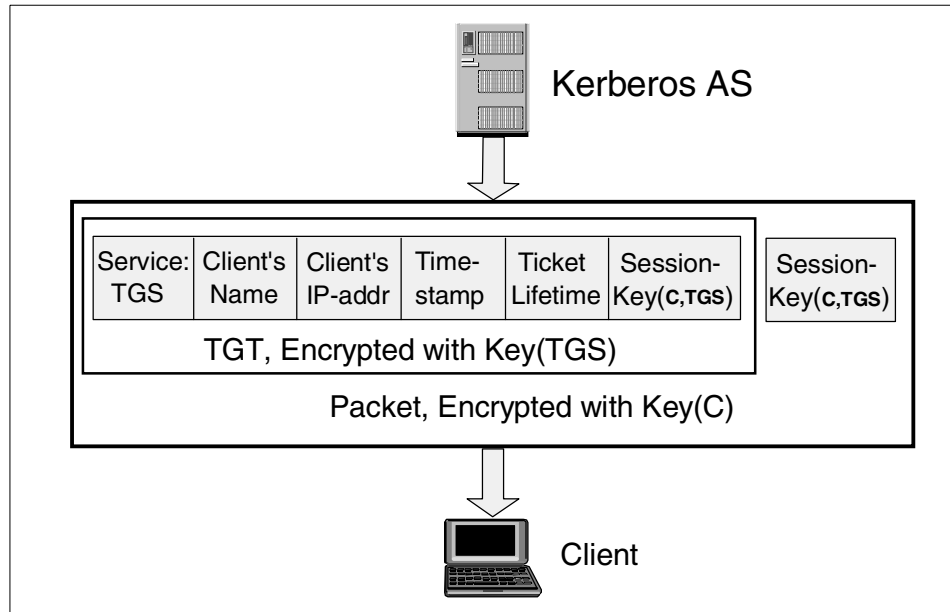 Kerberos AS
Service: TGS
Client's Name
Client's IP-addr
Time-stamp
Ticket Lifetime
Session-Key(C,TGS)
Session-Key(C,TGS)
TGT, Encrypted with Key(TGS)
Packet, Encrypted with Key(C)
Client